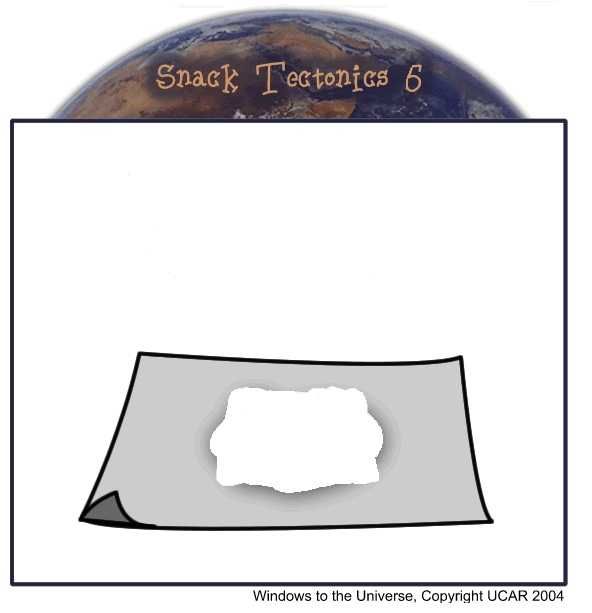 Snack Tectonics 6
Windows to the Universe, Copyright UCAR 2004